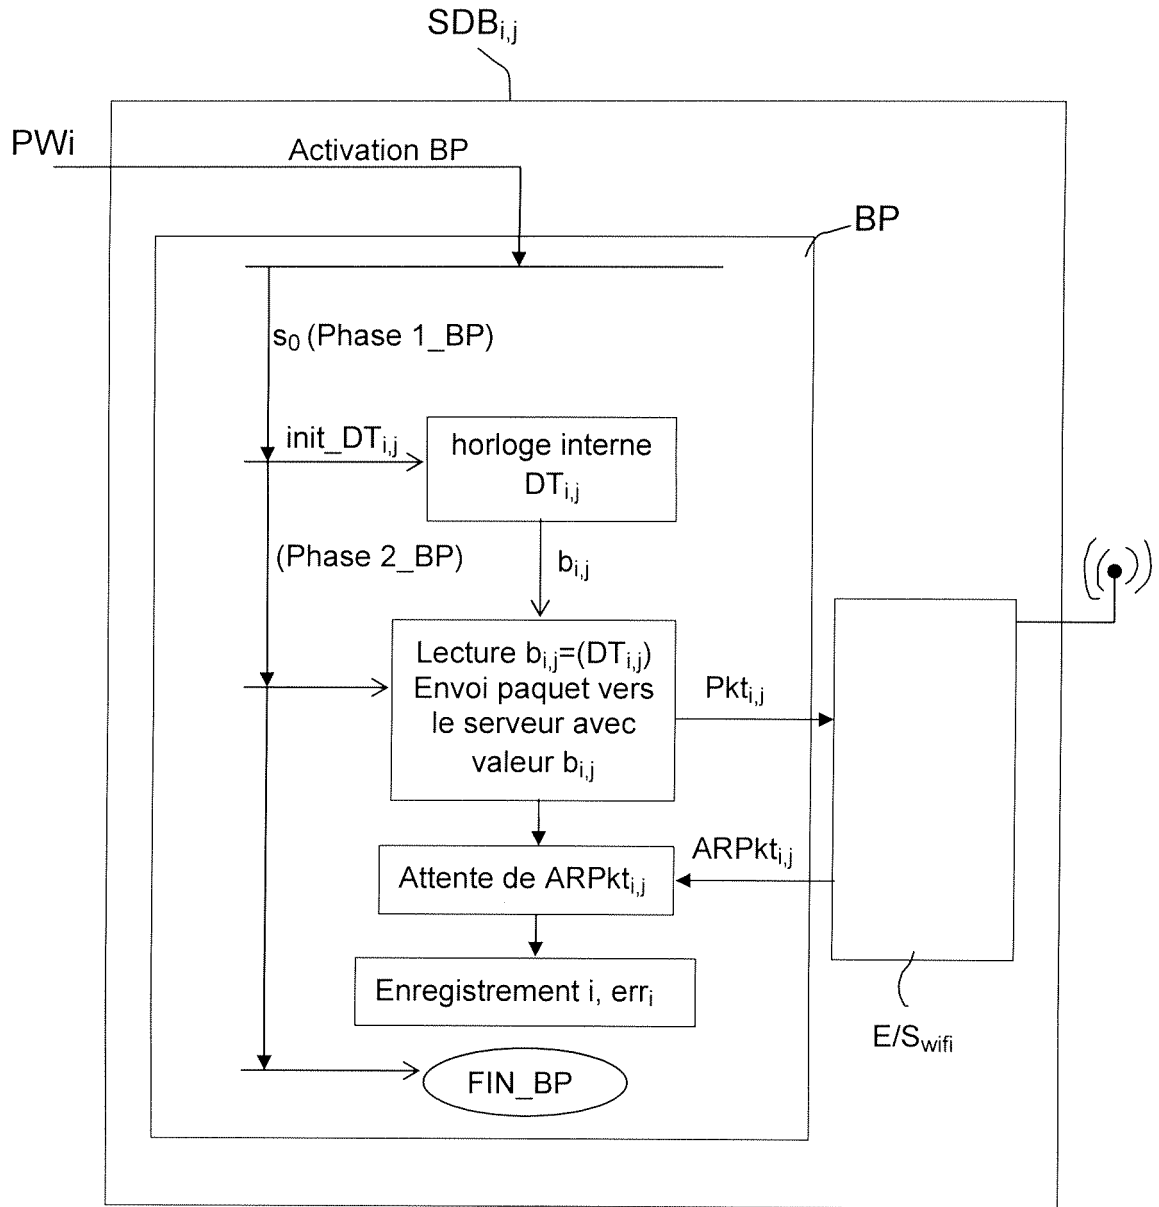 SDBi,j
PWi
Activation BP
BP
s0 (Phase 1_BP)
init_DTi,j
horloge interne
DTi,j
(Phase 2_BP)
bi,j
Lecture bi,j=(DTi,j)
Envoi paquet vers
le serveur avec
valeur bi,j
Pkti,j
ARPkti,j
Attente de ARPkti,j
Enregistrement i, erri
E/Swifi
FIN_BP